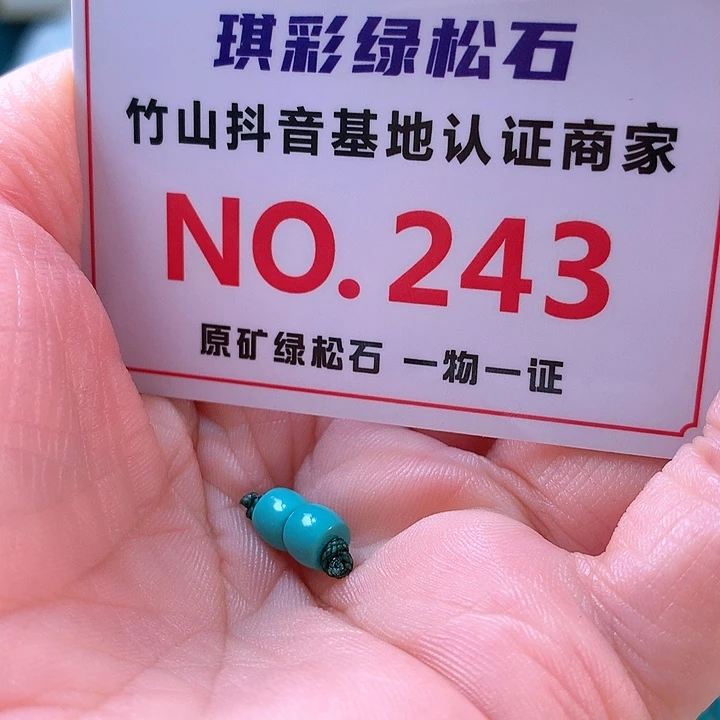 琪彩绿松石
竹山抖音基地认证商家
NO.243
原矿绿松石 一物一证